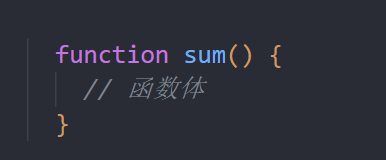 function sum() {
  // 函数体
}